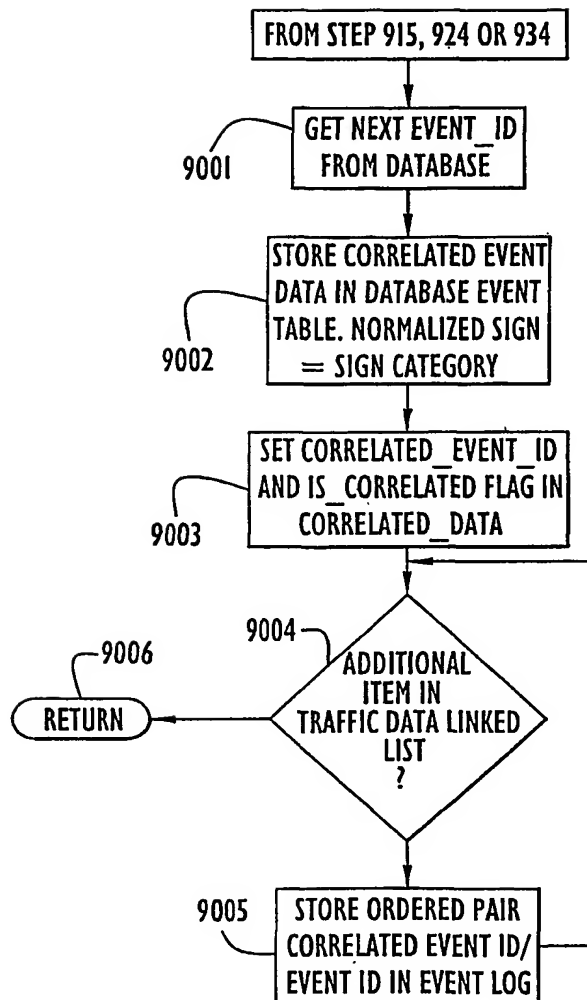 FROM STEP 915, 924 OR 934
9001
GET NEXT EVENT_ID
FROM DATABASE
STORE CORRELATED EVENT
DATA IN DATABASE EVENT
TABLE. NORMALIZED SIGN
= SIGN CATEGORY
9002
SET CORRELATED_EVENT_ID
AND IS_CORRELATED FLAG IN
CORRELATED_DATA
9003
9004
ADDITIONAL
ITEM IN
TRAFFIC DATA LINKED
LIST
?
9006
RETURN
9005
STORE ORDERED PAIR
CORRELATED EVENT ID/
EVENT ID IN EVENT LOG